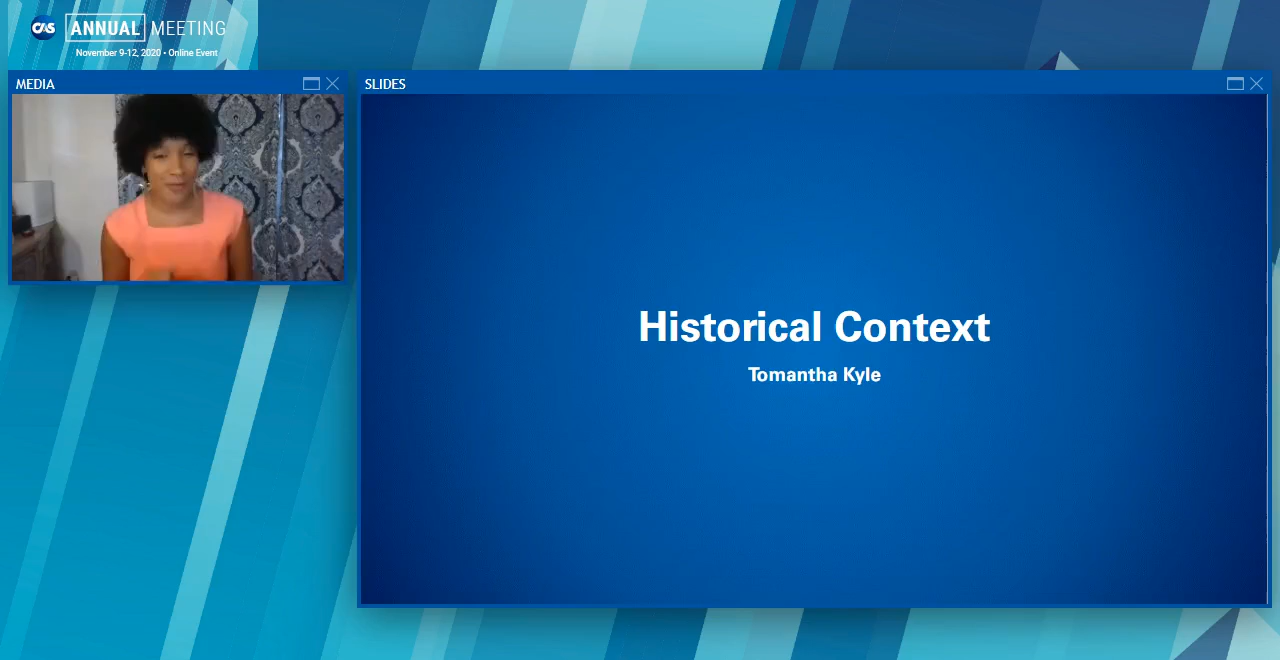 CAS ANNUAL MEETING
November 9-12, 2020 • Online Event
MEDIA
SLIDES
Historical Context
Tomantha Kyle